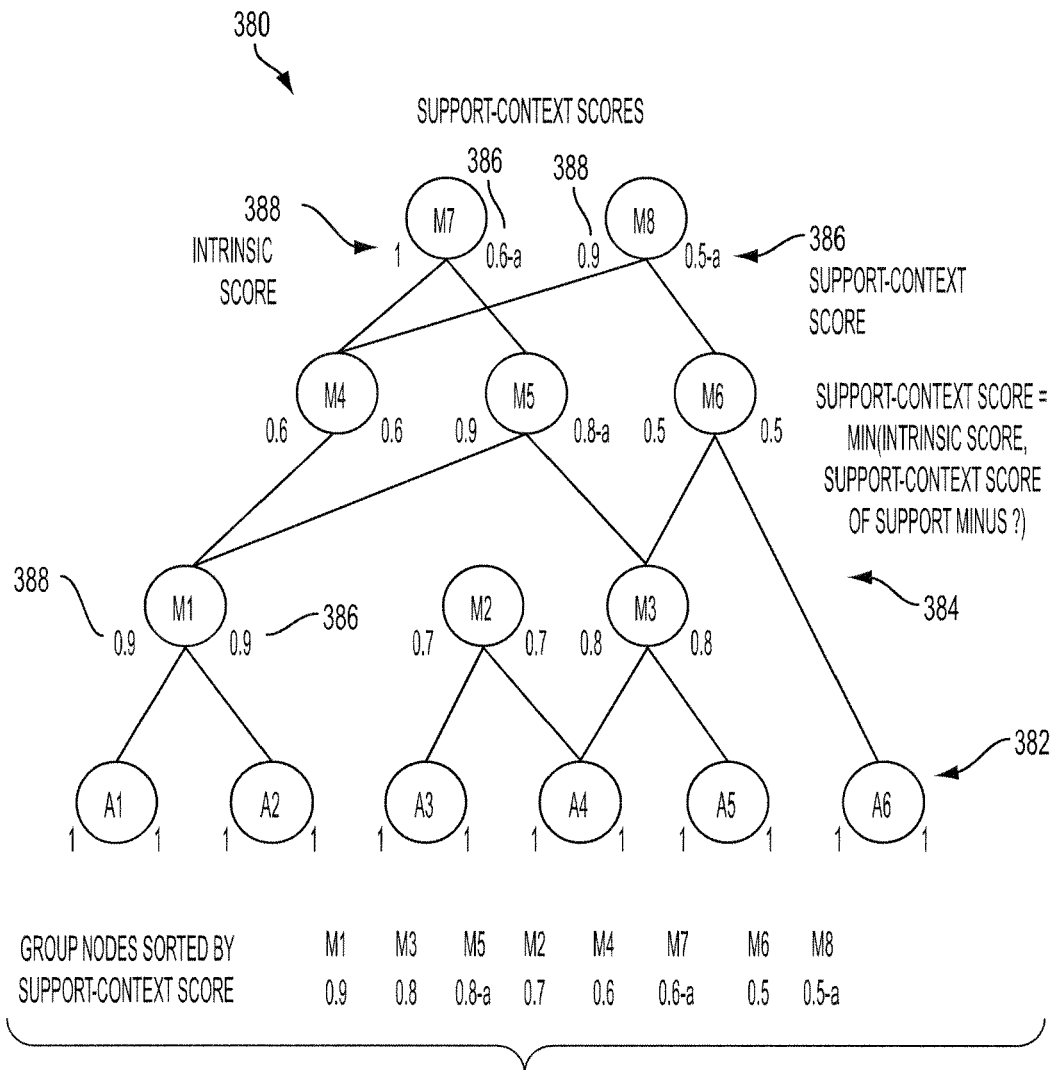 380
SUPPORT-CONTEXT SCORES
386
388
388
M7
M8
INTRINSIC
SCORE
1
0.6-a
0.9
0.5-a
386
SUPPORT-CONTEXT
SCORE
M4
M5
M6
0.6
0.6
0.9
0.8-a
0.5
0.5
SUPPORT-CONTEXT SCORE =
MIN(INTRINSIC SCORE,
SUPPORT-CONTEXT SCORE
OF SUPPORT MINUS ?)
384
388
M1
386
M2
M3
0.9
0.9
0.7
0.7
0.8
0.8
382
A1
A2
A3
A4
A5
A6
1
1
1
1
1
1
1
1
1
1
1
1
GROUP NODES SORTED BY
M1 M3 M5 M2 M4 M7 M6 M8
SUPPORT-CONTEXT SCORE
0.9 0.8 0.8-a 0.7 0.6 0.6-a 0.5 0.5-a